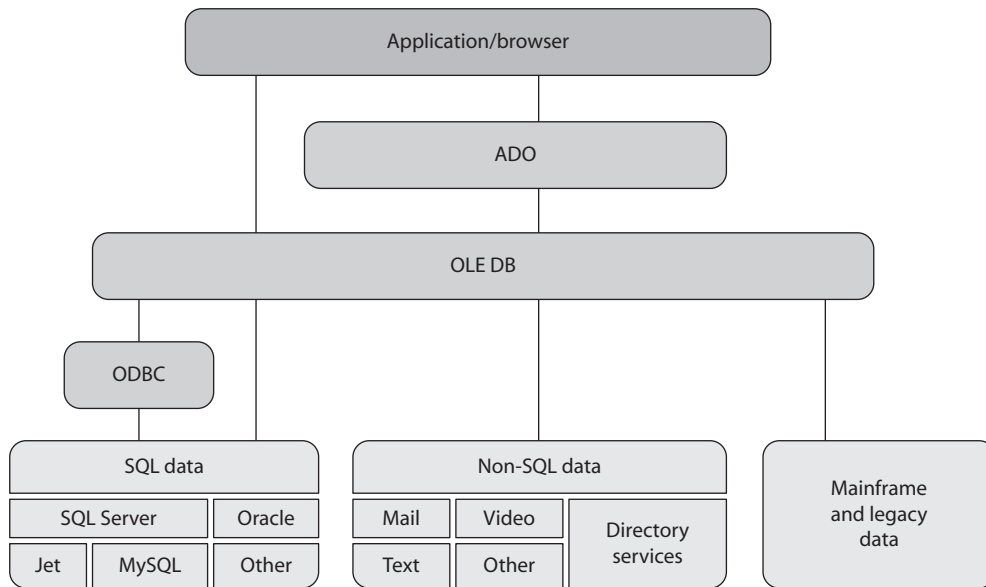 Application/browser
ADO
OLE DB
ODBC
SQL data
SQL Server
Oracle
Jet
MySQL
Other
Non-SQL data
Mail
Video
Text
Other
Directory
services
Mainframe
and legacy
data